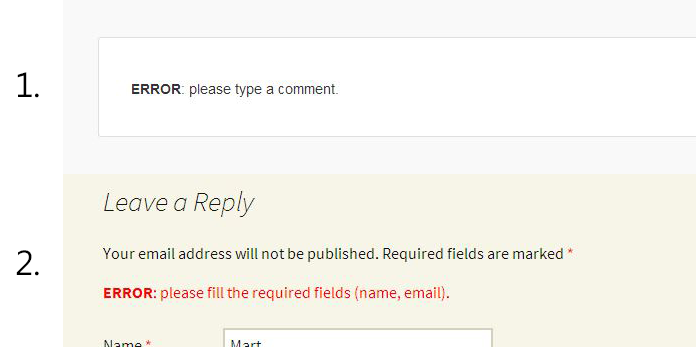 1.
ERROR: please type a comment.
Leave a Reply
2.
Your email address will not be published. Required fields are marked *
ERROR: please fill the required fields (name, email).
Name * Mart